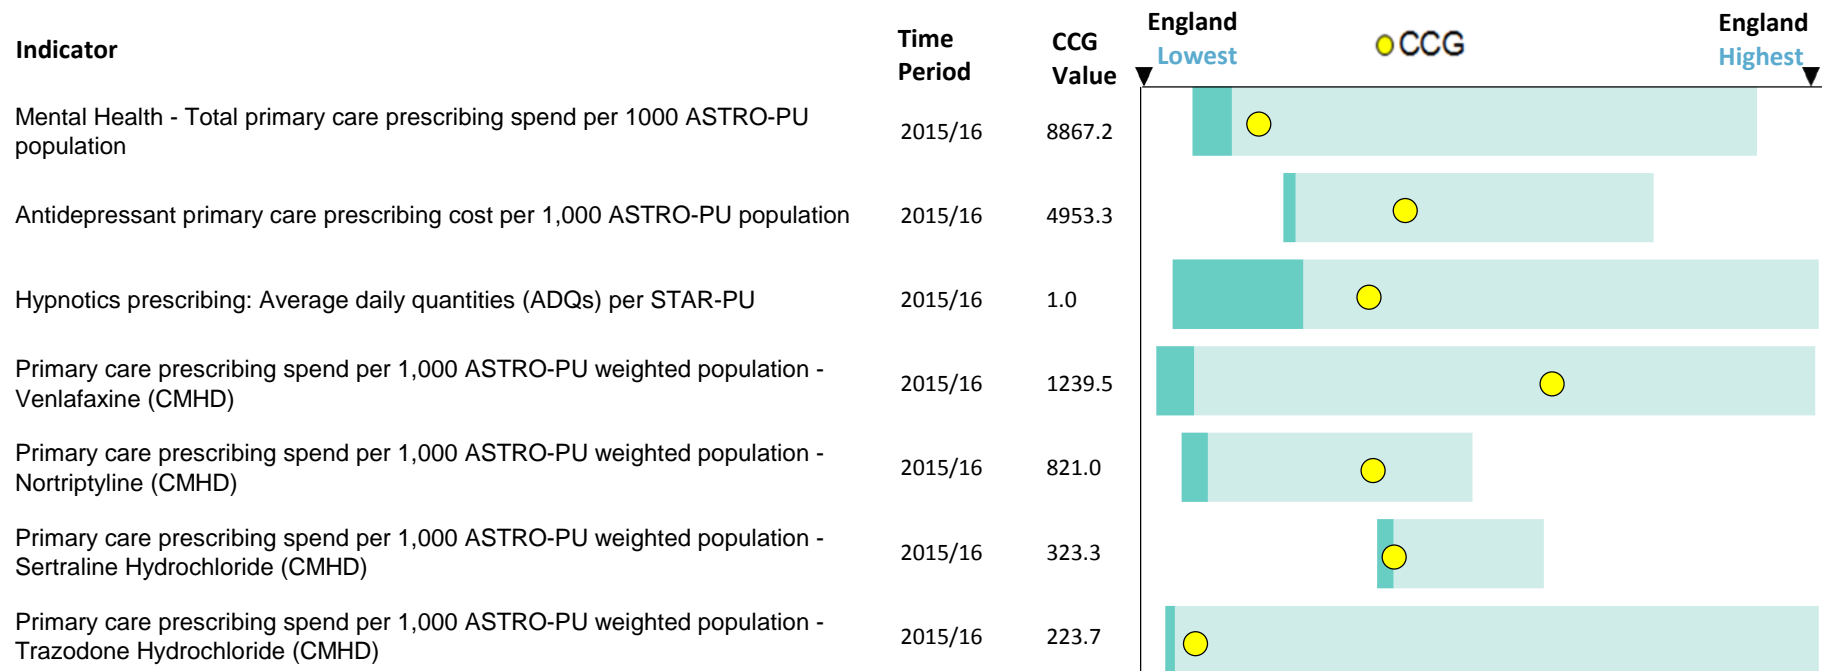 Indicator
Time
Period
CCG
Value
England
Lowest
CCG
England
Highest
Mental Health - Total primary care prescribing spend per 1000 ASTRO-PU
population
2015/16
8867.2
Antidepressant primary care prescribing cost per 1,000 ASTRO-PU population
2015/16
4953.3
Hypnotics prescribing: Average daily quantities (ADQs) per STAR-PU
2015/16
1.0
Primary care prescribing spend per 1,000 ASTRO-PU weighted population -
Venlafaxine (CMHD)
2015/16
1239.5
Primary care prescribing spend per 1,000 ASTRO-PU weighted population -
Nortriptyline (CMHD)
2015/16
821.0
Primary care prescribing spend per 1,000 ASTRO-PU weighted population -
Sertraline Hydrochloride (CMHD)
2015/16
323.3
Primary care prescribing spend per 1,000 ASTRO-PU weighted population -
Trazodone Hydrochloride (CMHD)
2015/16
223.7